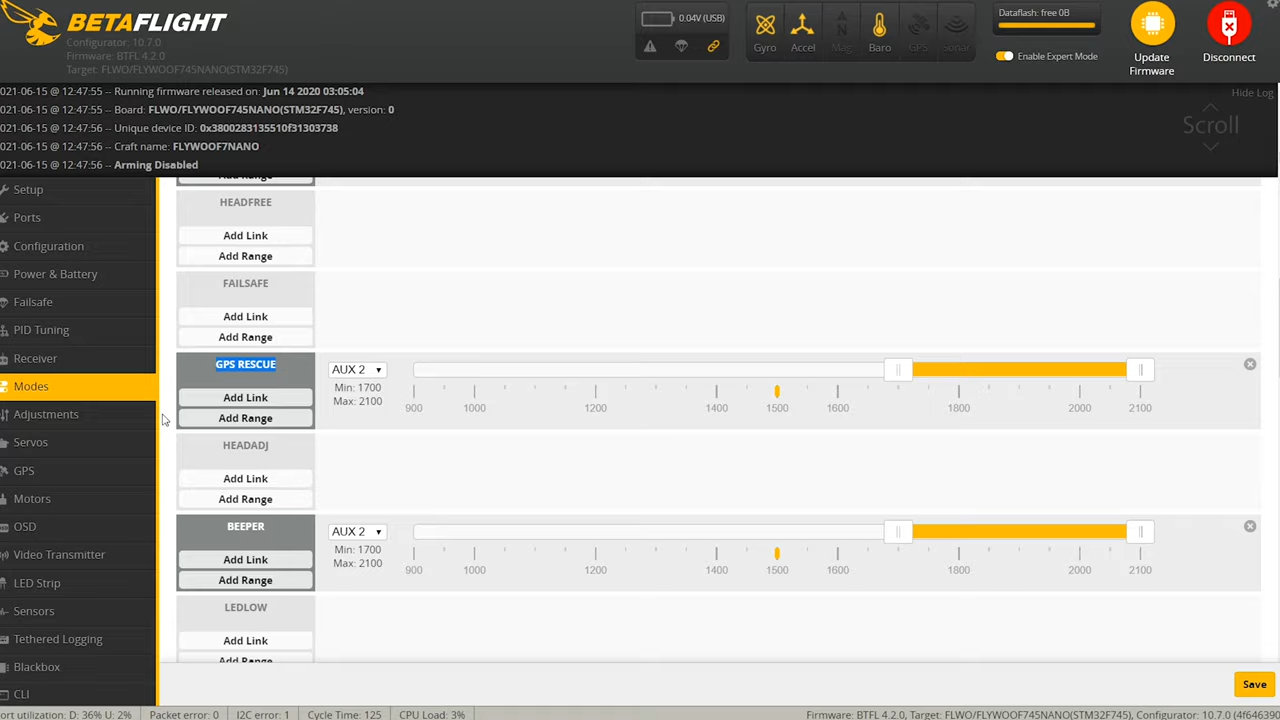 BETAFLIGHT
Configurator: 10.7.0
Firmware: BTFL 4.2.0
Target: FLWO/FLYWOOF745NANO(STM32F745)
0.04V (USB)
Gyro Accel Mag Baro GPS Sonar
Dataflash: free 0B
Enable Expert Mode
Update
Firmware
Disconnect
Hide Log
Scroll
021-06-15 @ 12:47:55 -- Running firmware released on: Jun 14 2020 03:05:04
021-06-15 @ 12:47:55 -- Board: FLWO/FLYWOOF745NANO(STM32F745), version: 0
021-06-15 @ 12:47:56 -- Unique device ID: 0x3800283135510f31303738
021-06-15 @ 12:47:56 -- Craft name: FLYWOOF7NANO
021-06-15 @ 12:47:56 -- Arming Disabled
Setup
Ports
Configuration
Power & Battery
Failsafe
PID Tuning
Receiver
Modes
Adjustments
Servos
GPS
Motors
OSD
Video Transmitter
LED Strip
Sensors
Tethered Logging
Blackbox
CLI
Add Range
HEADFREE
Add Link
Add Range
FAILSAFE
Add Link
Add Range
GPS RESCUE
Add Link
Add Range
AUX 2
Min: 1700
Max: 2100
900 1000 1200 1400 1500 1600 1800 2000 2100
HEADADJ
Add Link
Add Range
BEEPER
Add Link
Add Range
AUX 2
Min: 1700
Max: 2100
900 1000 1200 1400 1500 1600 1800 2000 2100
LEDLOW
Add Link
Add Range
Save
ort utilization: D: 36% U: 2% Packet error: 0 I2C error: 1 Cycle Time: 125 CPU Load: 3% Firmware: BTFL 4.2.0, Target: FLWO/FLYWOOF745NANO(STM32F745), Configurator: 10.7.0 (4f646390